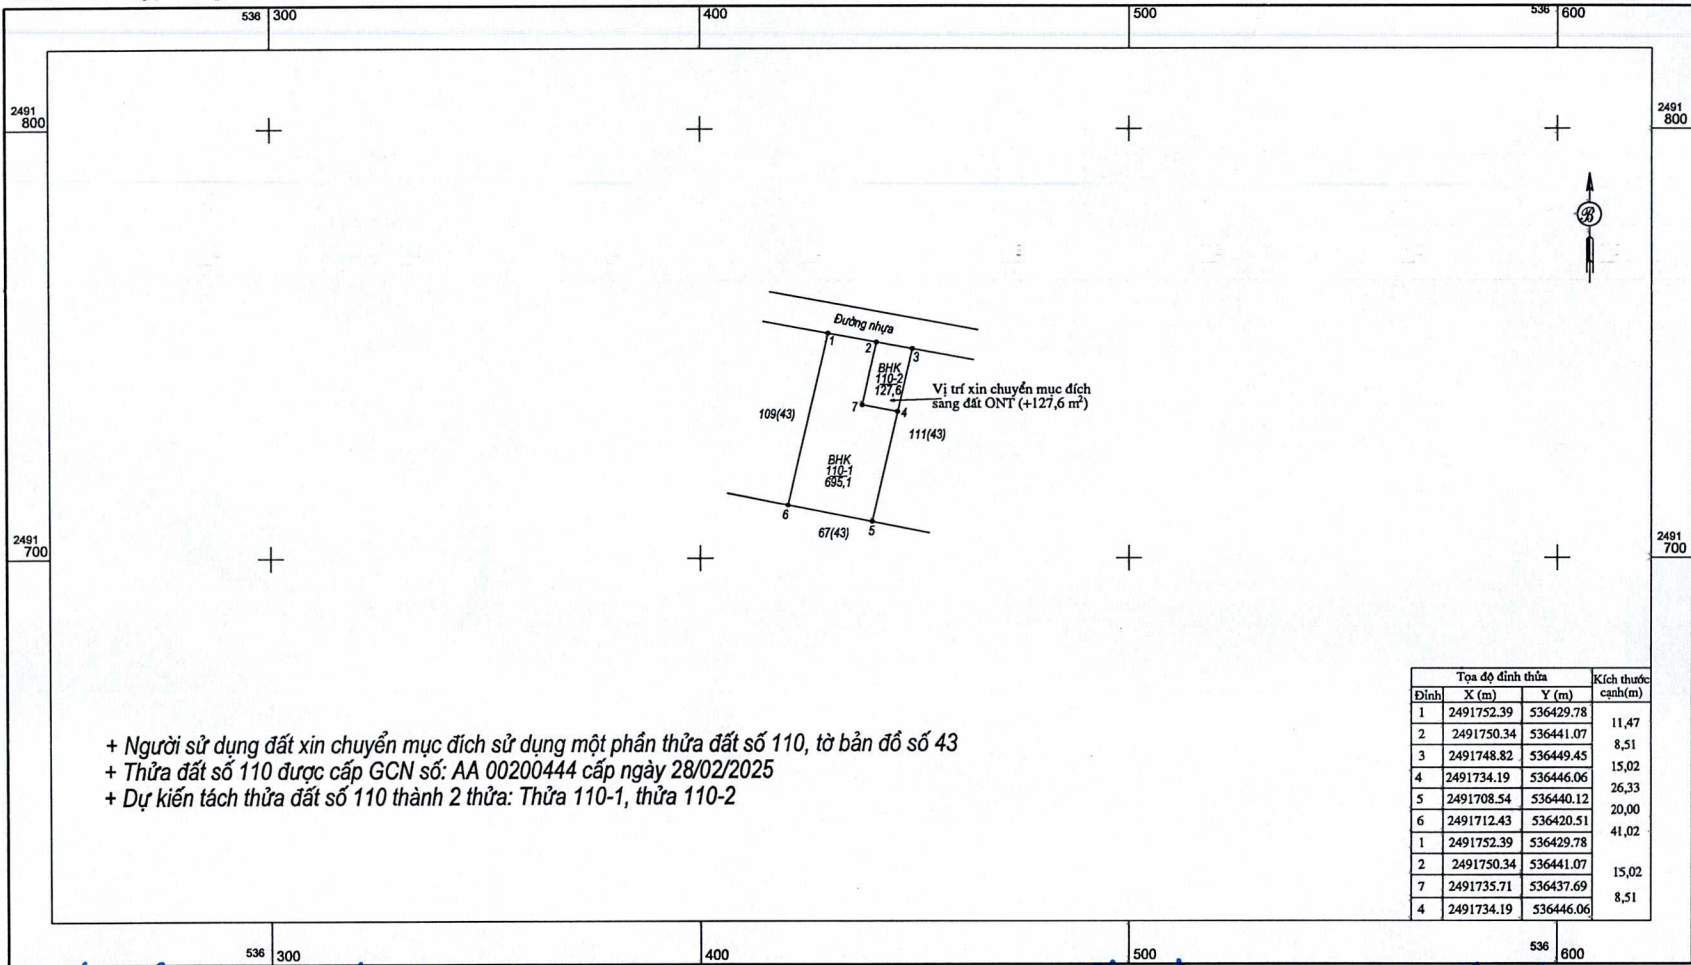 536 300 400 500 536 600
2491 2491
800 800
B
Đường nhựa
1 2 3
BHK
110-2
127,6
Vị trí xin chuyển mục đích
sang đất ONT (+127,6 m²)
7 4
109(43)
111(43)
BHK
110-1
695,1
6 5
67(43)
2491 2491
700 700
+ Người sử dụng đất xin chuyển mục đích sử dụng một phần thửa đất số 110, tờ bản đồ số 43
+ Thửa đất số 110 được cấp GCN số: AA 00200444 cấp ngày 28/02/2025
+ Dự kiến tách thửa đất số 110 thành 2 thửa: Thửa 110-1, thửa 110-2
Tọa độ đỉnh thửa Kích thước
Đỉnh X (m) Y (m) cạnh(m)
1 2491752.39 536429.78
11,47
2 2491750.34 536441.07
8,51
3 2491748.82 536449.45
15,02
4 2491734.19 536446.06
26,33
5 2491708.54 536440.12
20,00
6 2491712.43 536420.51
41,02
1 2491752.39 536429.78
2 2491750.34 536441.07
15,02
7 2491735.71 536437.69
8,51
4 2491734.19 536446.06
536 300 400 500 536 600